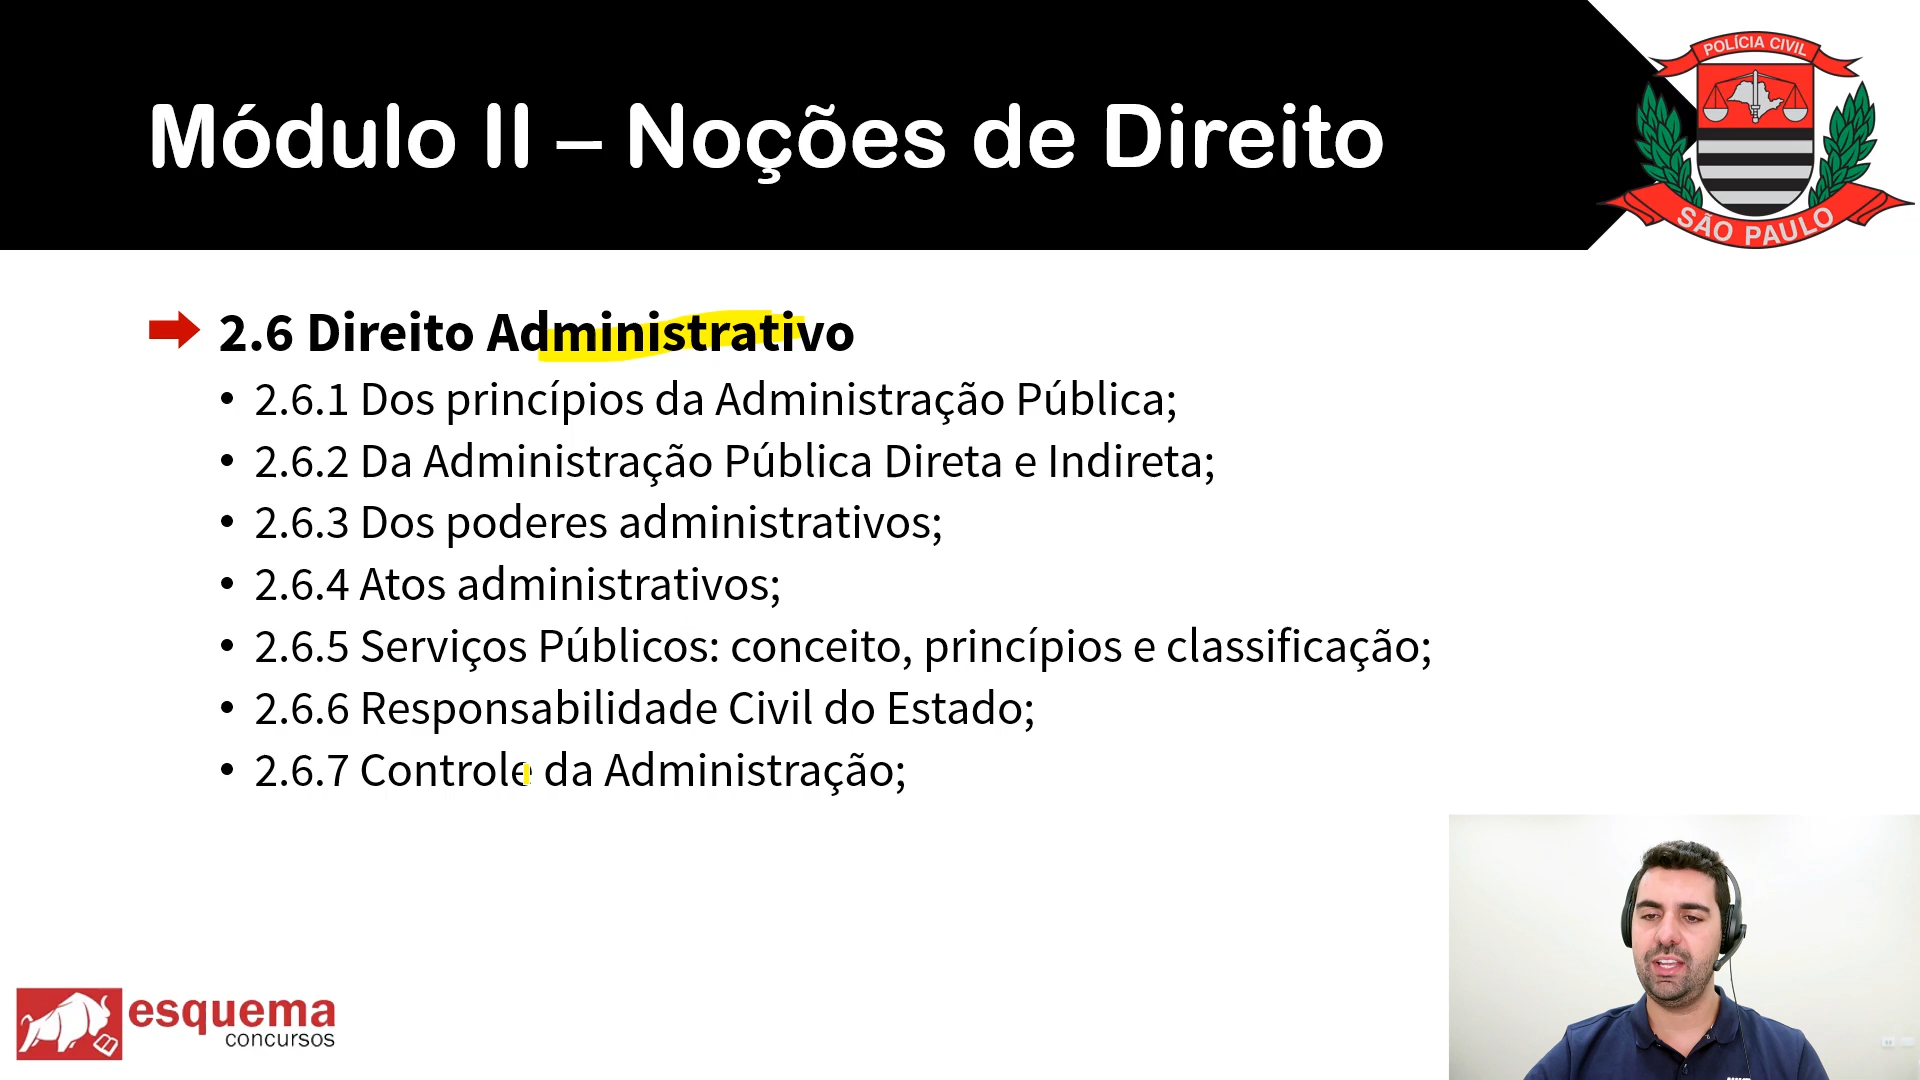 Módulo II – Noções de Direito
POLÍCIA CIVIL
SÃO PAULO
2.6 Direito Administrativo
• 2.6.1 Dos princípios da Administração Pública;
• 2.6.2 Da Administração Pública Direta e Indireta;
• 2.6.3 Dos poderes administrativos;
• 2.6.4 Atos administrativos;
• 2.6.5 Serviços Públicos: conceito, princípios e classificação;
• 2.6.6 Responsabilidade Civil do Estado;
• 2.6.7 Controle da Administração;
esquema
concursos